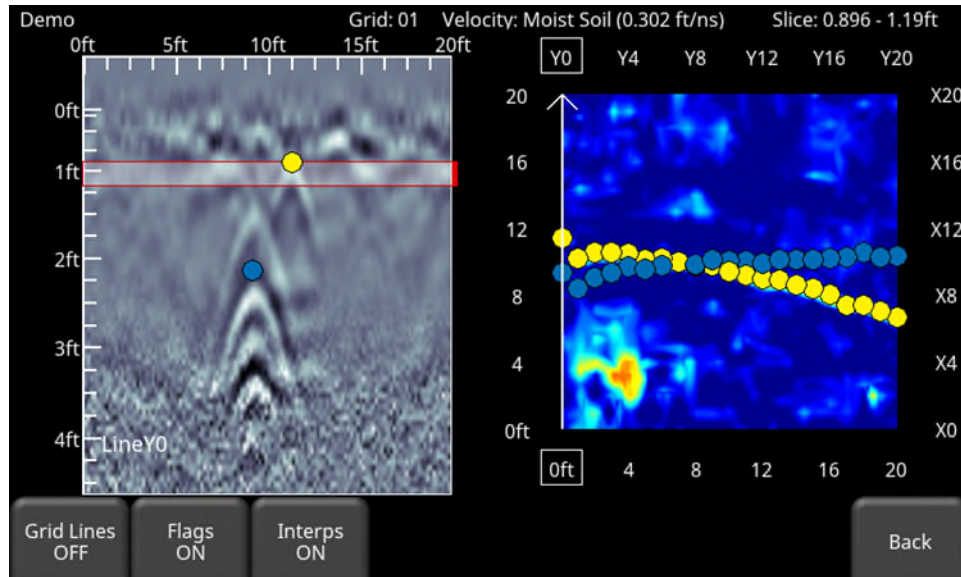 Demo Grid: 01 Velocity: Moist Soil (0.302 ft/ns) Slice: 0.896 - 1.19ft
0ft 5ft 10ft 15ft 20ft
Y0 Y4 Y8 Y12 Y16 Y20
0ft
1ft
2ft
3ft
4ft
LineY0
20 X20
16 X16
12 X12
8 X8
4 X4
0ft X0
0ft 4 8 12 16 20
Grid Lines
OFF
Flags
ON
Interps
ON
Back